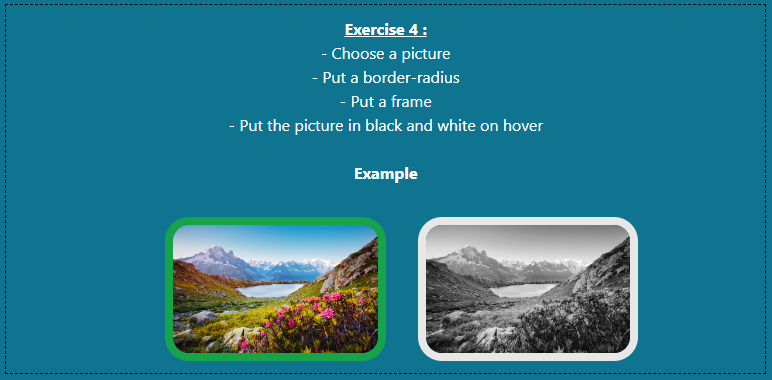 Exercise 4 :
- Choose a picture
- Put a border-radius
- Put a frame
- Put the picture in black and white on hover
Example